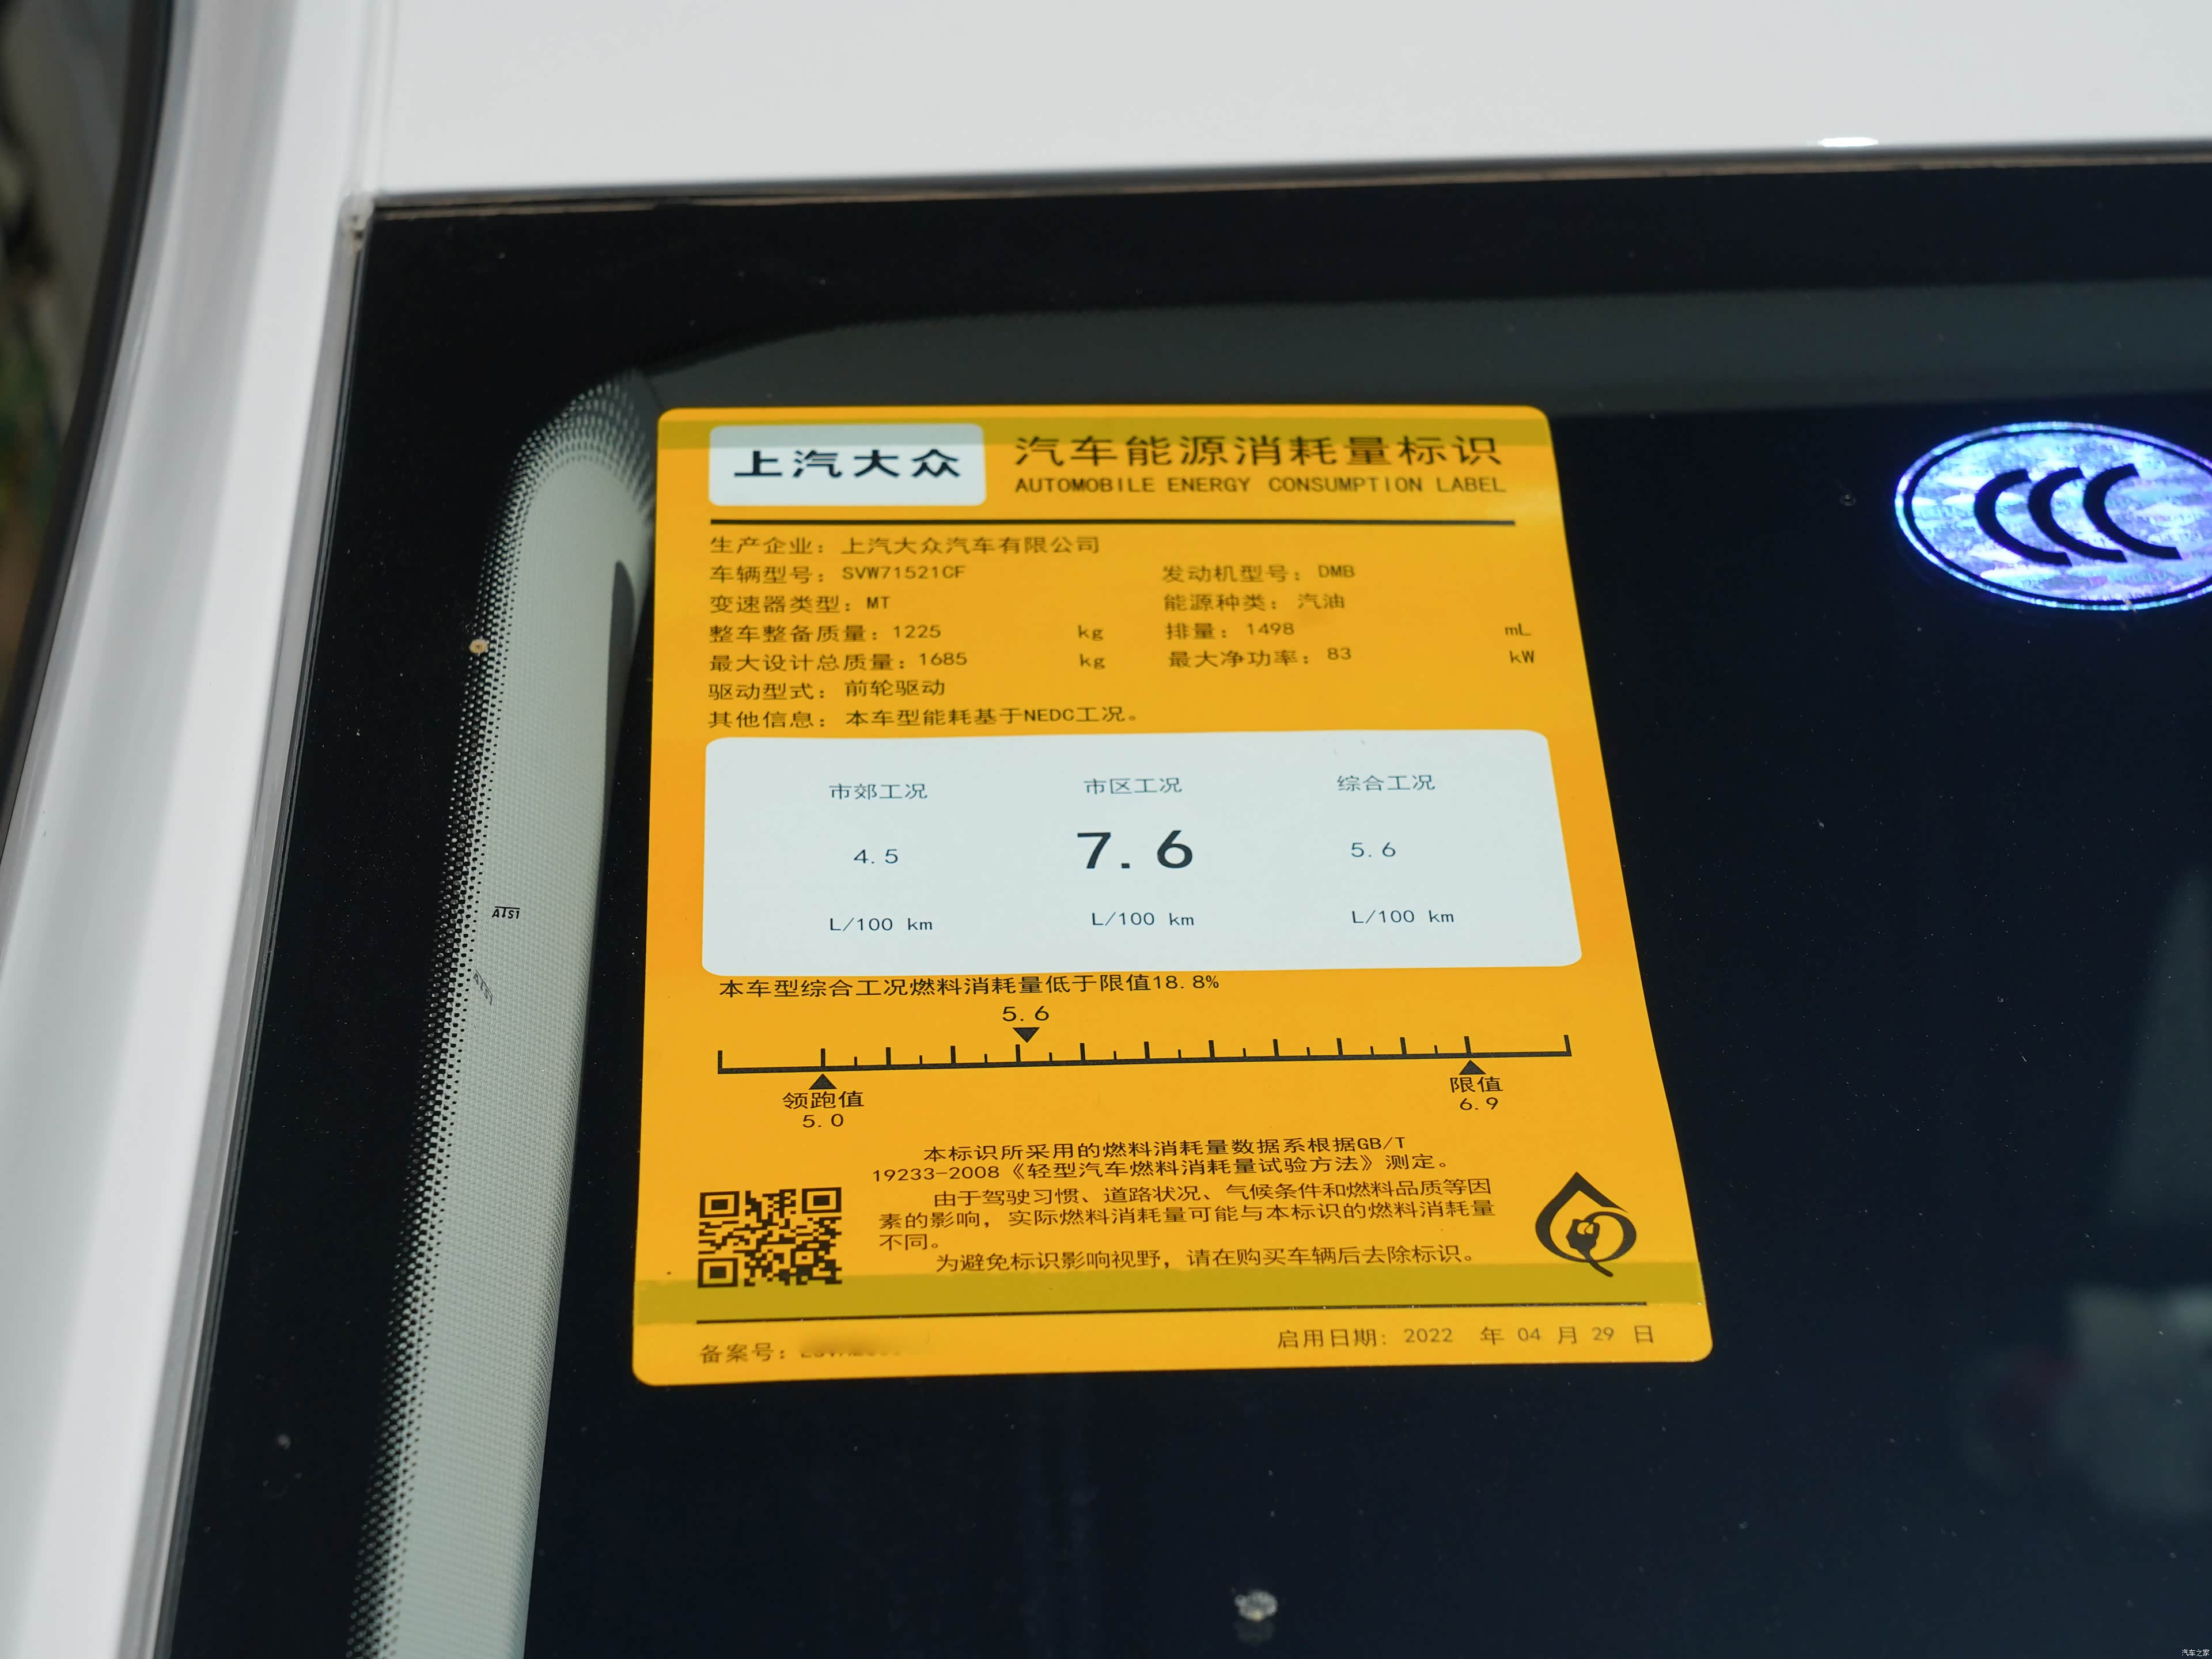 上汽大众
汽车能源消耗量标识
AUTOMOBILE ENERGY CONSUMPTION LABEL
生产企业：上汽大众汽车有限公司
车辆型号：SVW71521CF 发动机型号：DMB
变速器类型：MT 能源种类：汽油
整车整备质量：1225 kg 排量：1498 mL
最大设计总质量：1685 kg 最大净功率：83 kW
驱动型式：前轮驱动
其他信息：本车型能耗基于NEDC工况。
市郊工况 市区工况 综合工况
4.5 7.6 5.6
L/100 km L/100 km L/100 km
本车型综合工况燃料消耗量低于限值18.8%
5.6
领跑值 限值
5.0 6.9
本标识所采用的燃料消耗量数据系根据GB/T
19233-2008《轻型汽车燃料消耗量试验方法》测定。
由于驾驶习惯、道路状况、气候条件和燃料品质等因
素的影响，实际燃料消耗量可能与本标识的燃料消耗量
不同。
为避免标识影响视野，请在购买车辆后去除标识。
备案号：
启用日期：2022 年 04 月 29 日
CCC
汽车之家